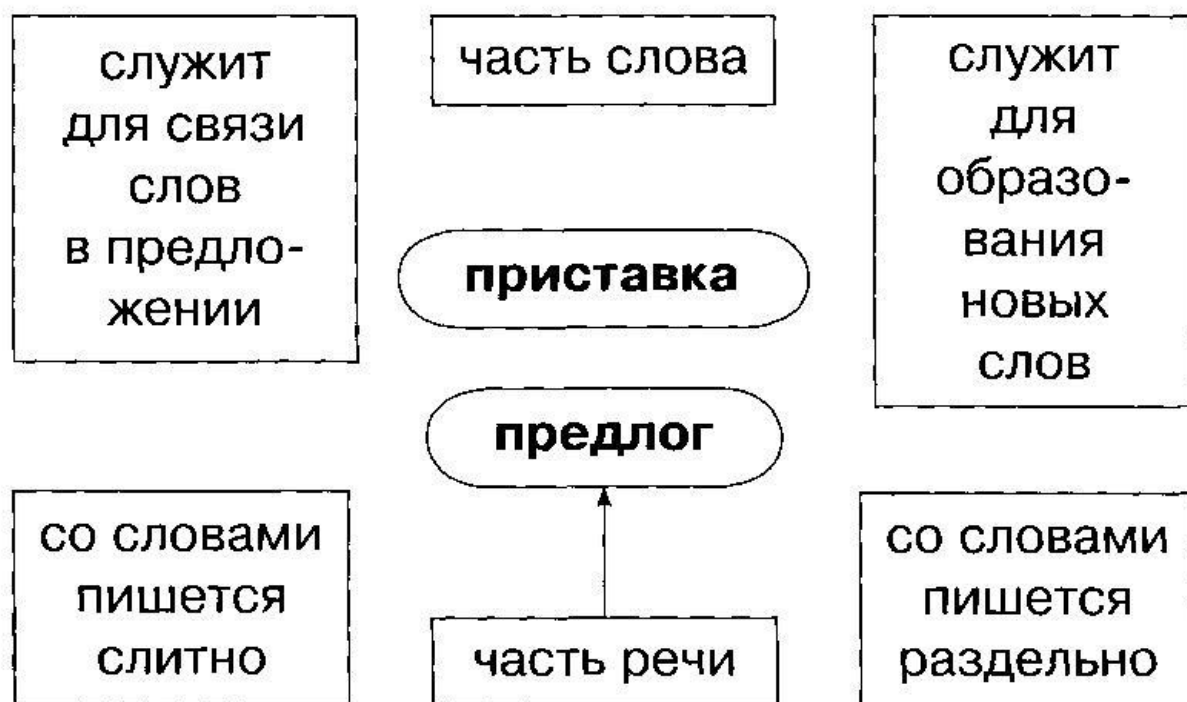 служит
для связи
слов
в предло-
жении
часть слова
служит
для
образо-
вания
новых
слов
приставка
предлог
со словами
пишется
слитно
часть речи
со словами
пишется
раздельно